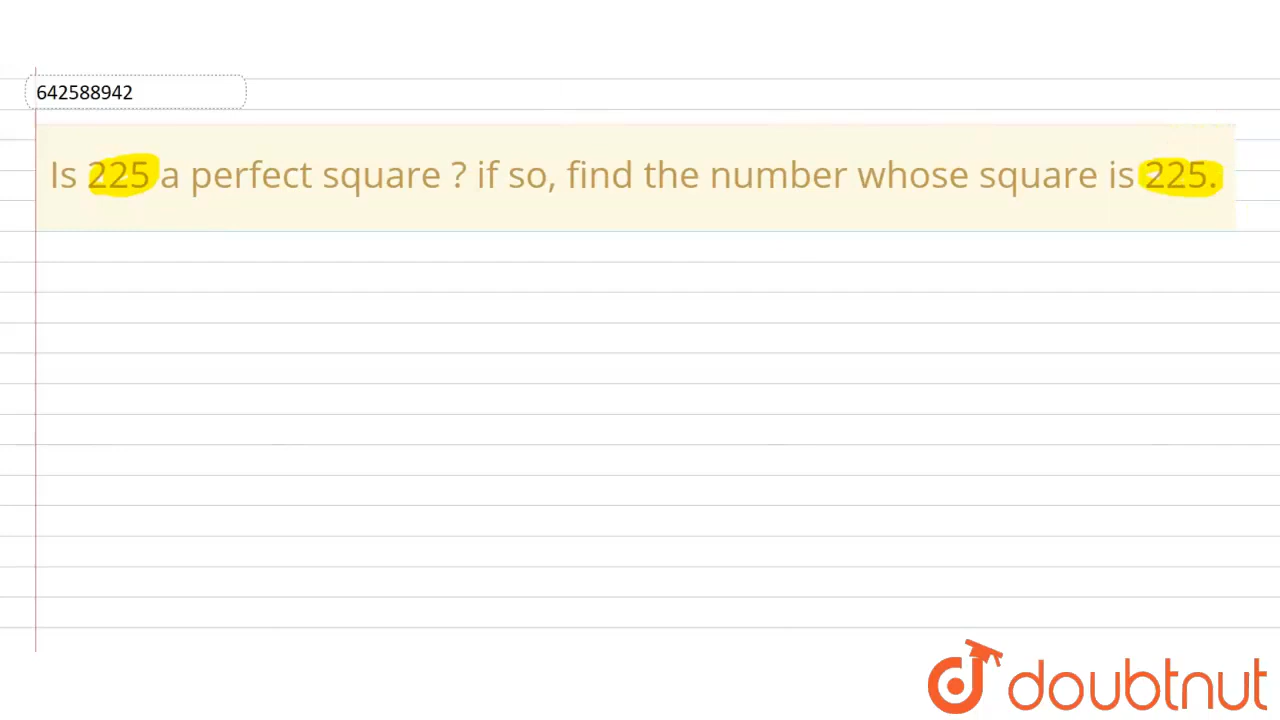 642588942
Is 225 a perfect square ? if so, find the number whose square is 225.
doubtnut